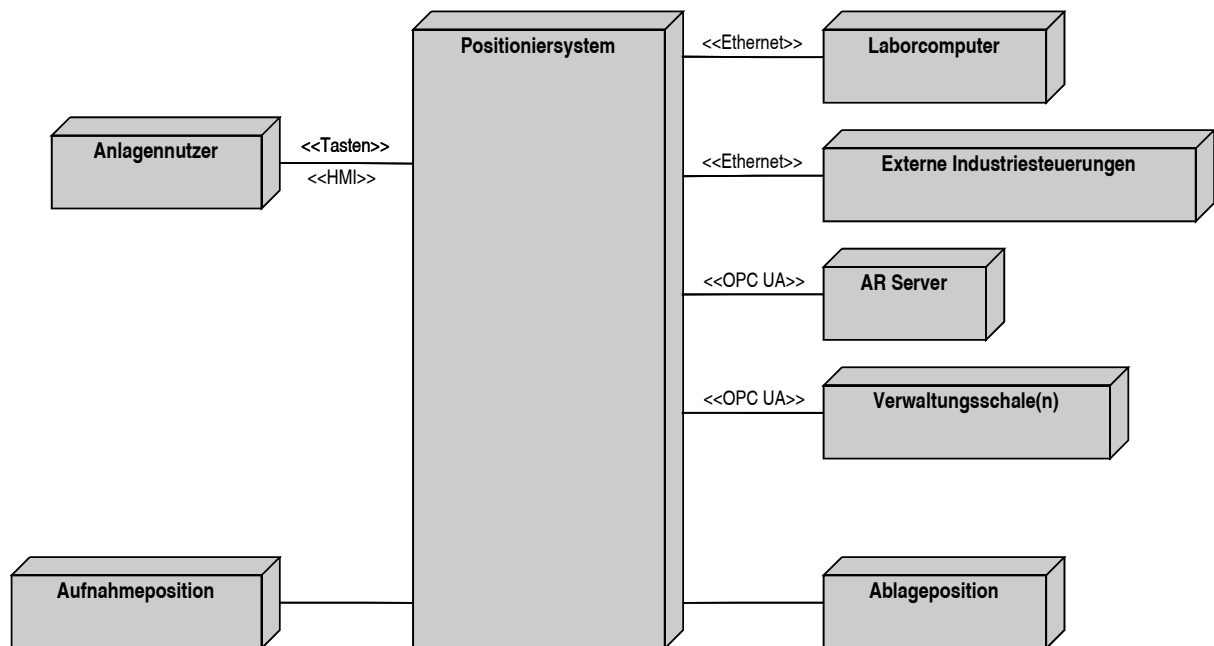 Positioniersystem
<<Ethernet>>
Laborcomputer
Anlagennutzer
<<Tasten>>
<<HMI>>
<<Ethernet>>
Externe Industriesteuerungen
<<OPC UA>>
AR Server
<<OPC UA>>
Verwaltungsschale(n)
Aufnahmeposition
Ablageposition